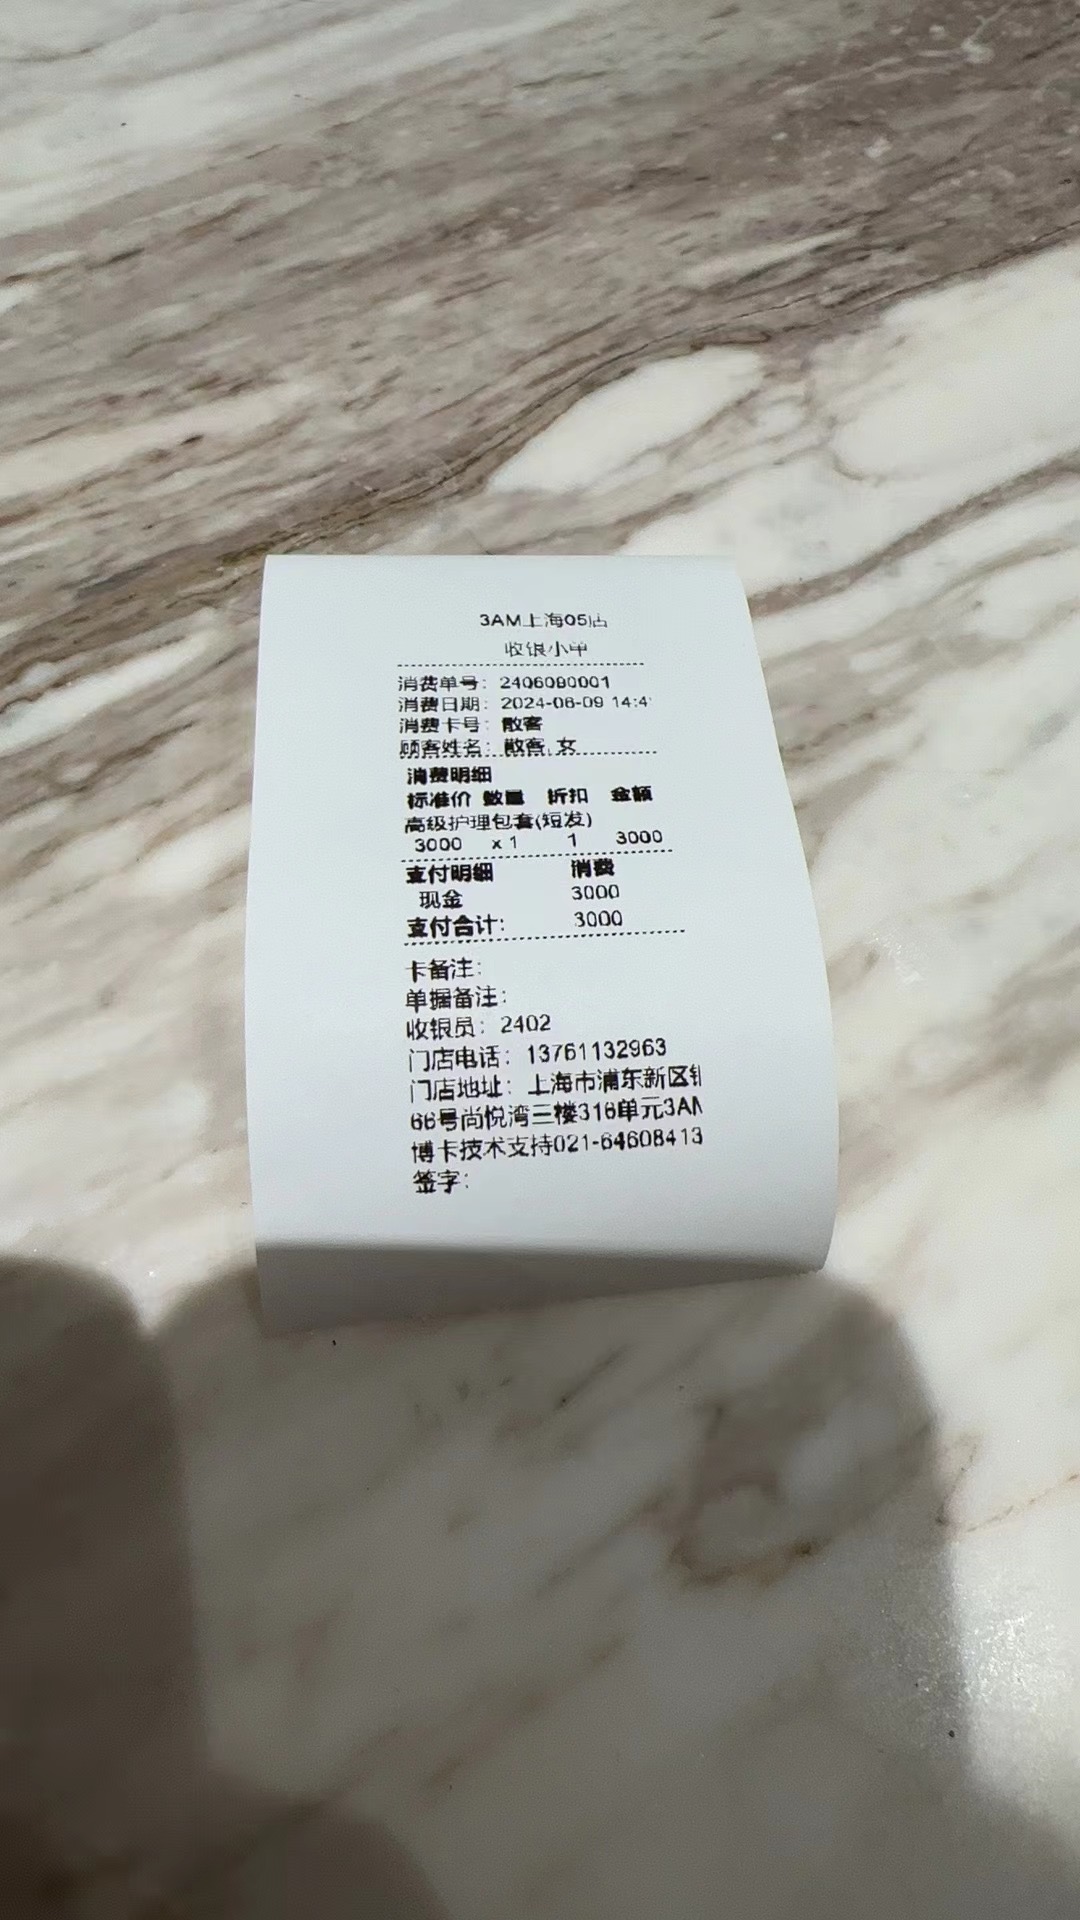 3AM上海05店
收银小单
消费单号：2406090001
消费日期：2024-06-09 14:4
消费卡号：散客
顾客姓名：散客,女
消费明细
标准价 数量 折扣 金额
高级护理包套(短发)
3000 x1 1 3000
支付明细 消费
现金 3000
支付合计： 3000
卡备注：
单据备注：
收银员：2402
门店电话：13761132963
门店地址：上海市浦东新区
66号尚悦湾三楼316单元3AM
博卡技术支持021-64608413
签字：